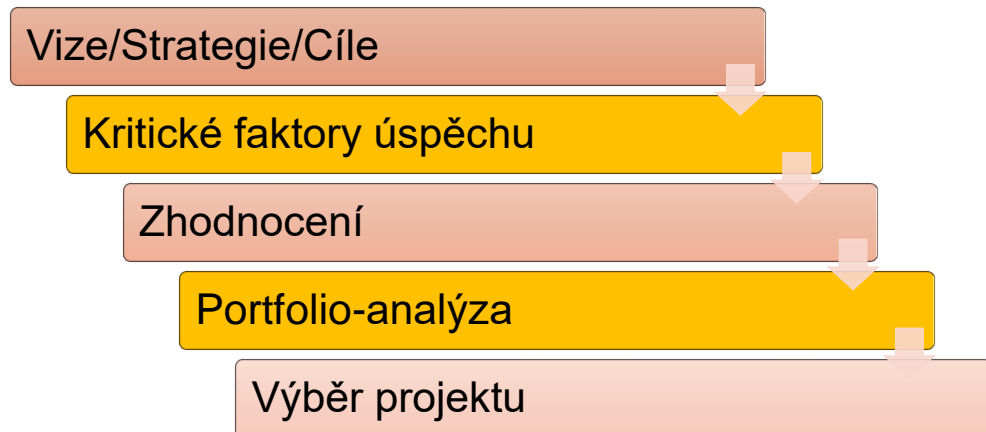 Vize/Strategie/Cíle
Kritické faktory úspěchu
Zhodnocení
Portfolio-analýza
Výběr projektu